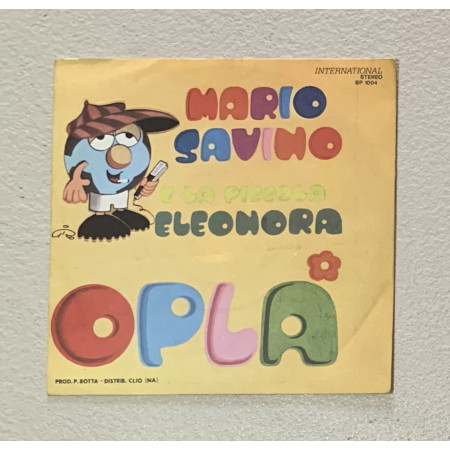 INTERNATIONAL
STEREO
BP 1004
MARIO
SAVINO
E LA PICCOLA
ELEONORA
OPLÀ
PROD. P. BOTTA - DISTRIB. CLIO (NA)